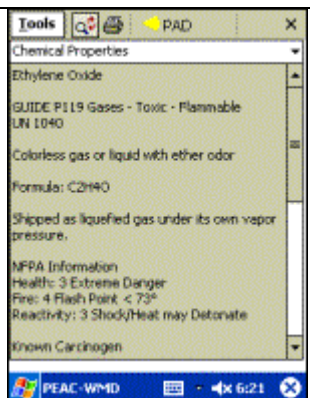 Tools PAD
Chemical Properties
Ethylene Oxide
GUIDE P119 Gases - Toxic - Flammable
UN 1040
Colorless gas or liquid with ether odor
Formula: C2H4O
Shipped as liquefied gas under its own vapor
pressure.
NFPA Information
Health: 3 Extreme Danger
Fire: 4 Flash Point < 73°
Reactivity: 3 Shock/Heat may Detonate
Known Carcinogen
PEAC-WMD 6:21